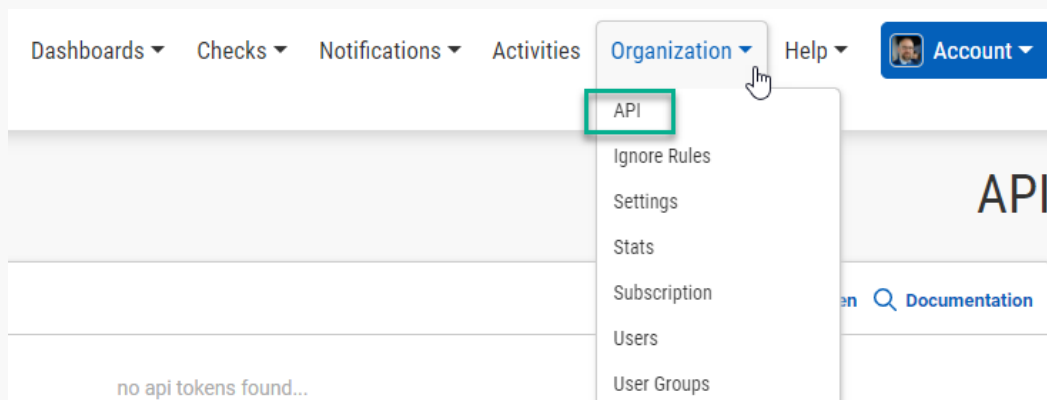 Dashboards Checks Notifications Activities Organization Help Account
API
Ignore Rules
Settings
API
Stats
Subscription
en Documentation
Users
no api tokens found...
User Groups